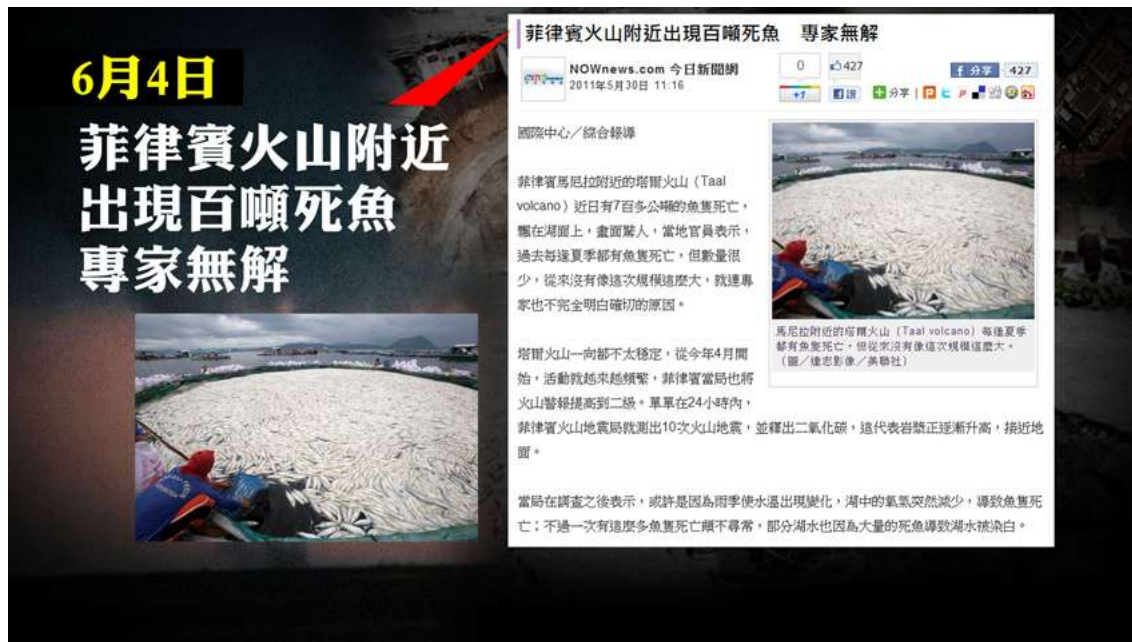 6月4日
菲律賓火山附近
出現百噸死魚
專家無解
菲律賓火山附近出現百噸死魚　專家無解
NOWnews.com 今日新聞網
2011年5月30日 11:16
0
427
+1
讚
分享
f 分享
427
國際中心／綜合報導
菲律賓馬尼拉附近的塔爾火山（Taal
volcano）近日有7百多公噸的魚隻死亡，
飄在湖面上，畫面驚人，當地官員表示，
過去每逢夏季都有魚隻死亡，但數量很
少，從來沒有像這次規模這麼大，就連專
家也不完全明白確切的原因。
馬尼拉附近的塔爾火山（Taal volcano）每逢夏季
都有魚隻死亡，但從來沒有像這次規模這麼大。
（圖／達志影像／美聯社）
塔爾火山一向都不太穩定，從今年4月開
始，活動就越來越頻繁，菲律賓當局也將
火山警報提高到二級。單單在24小時內，
菲律賓火山地震局就測出10次火山地震，並釋出二氧化碳，這代表岩漿正逐漸升高，接近地
面。
當局在調查之後表示，或許是因為雨季使水溫出現變化，湖中的氧氣突然減少，導致魚隻死
亡；不過一次有這麼多魚隻死亡頗不尋常，部分湖水也因為大量的死魚導致湖水被染白。